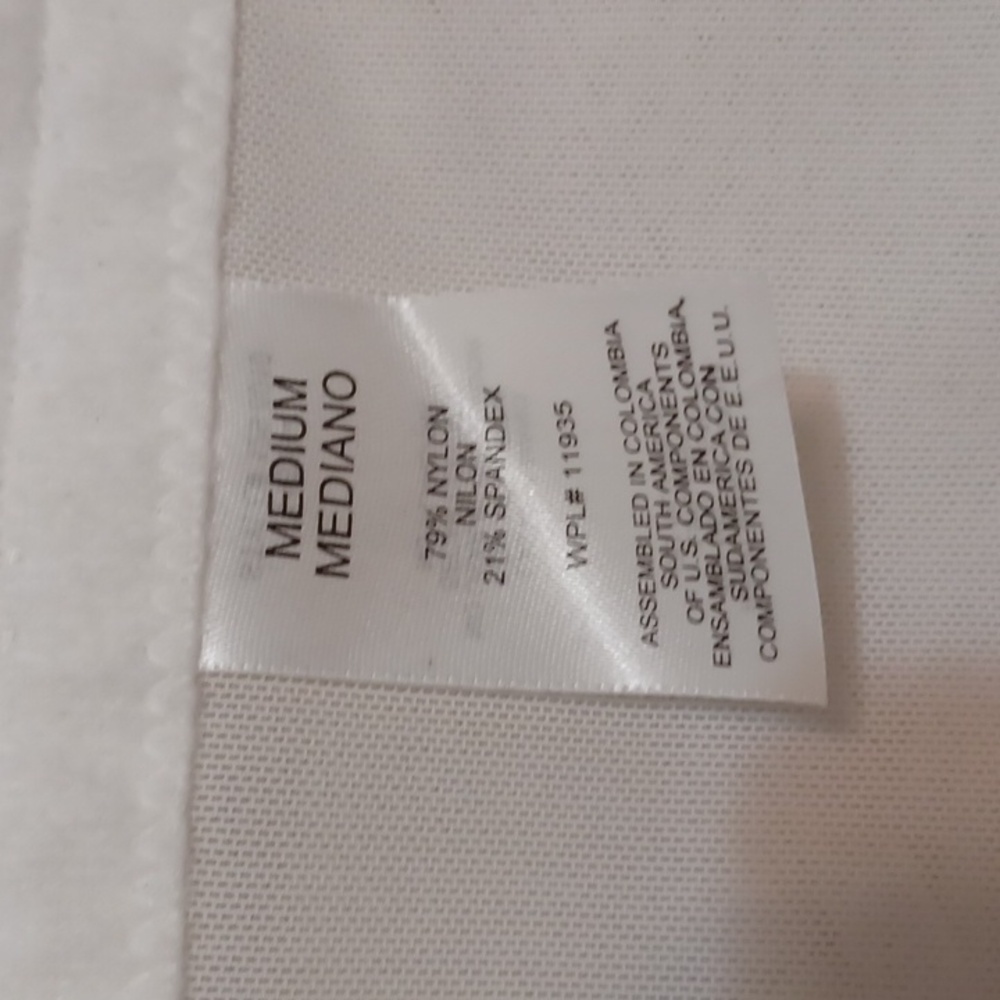 MEDIUM
MEDIANO
79% NYLON
NILON
21% SPANDEX
WPL# 11935
ASSEMBLED IN COLOMBIA
SOUTH AMERICA
OF U.S. COMPONENTS
ENSAMBLADO EN COLOMBIA,
SUDAMERICA CON
COMPONENTES DE E.E.U.U.